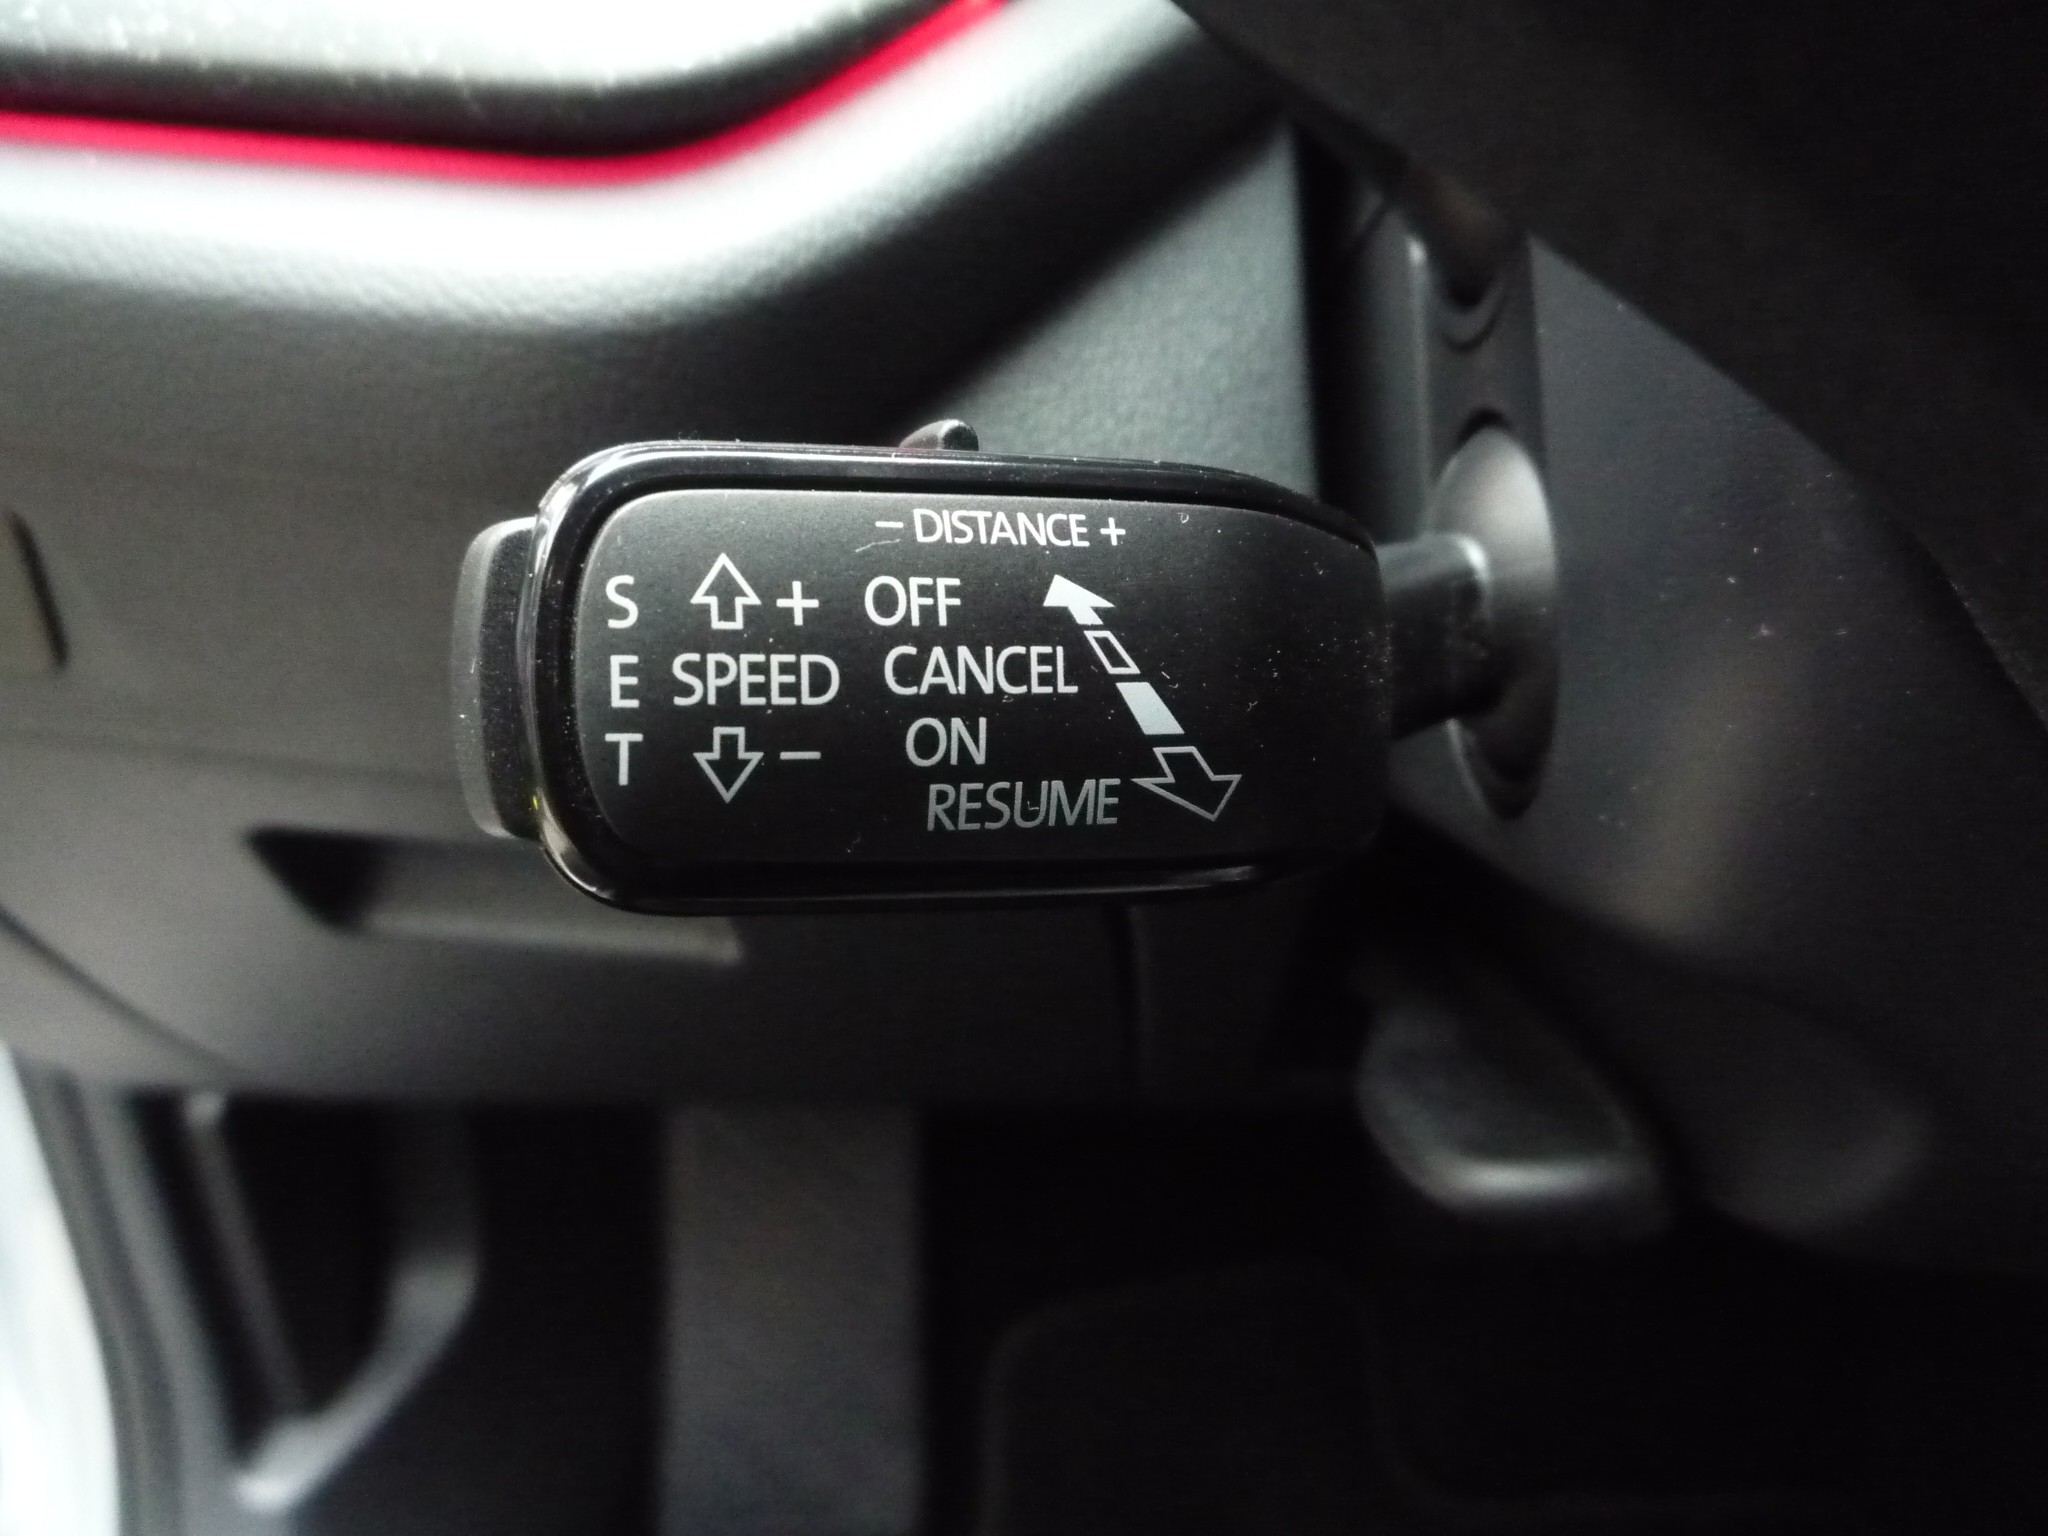 − DISTANCE +
S + OFF
E SPEED CANCEL
T − ON
RESUME